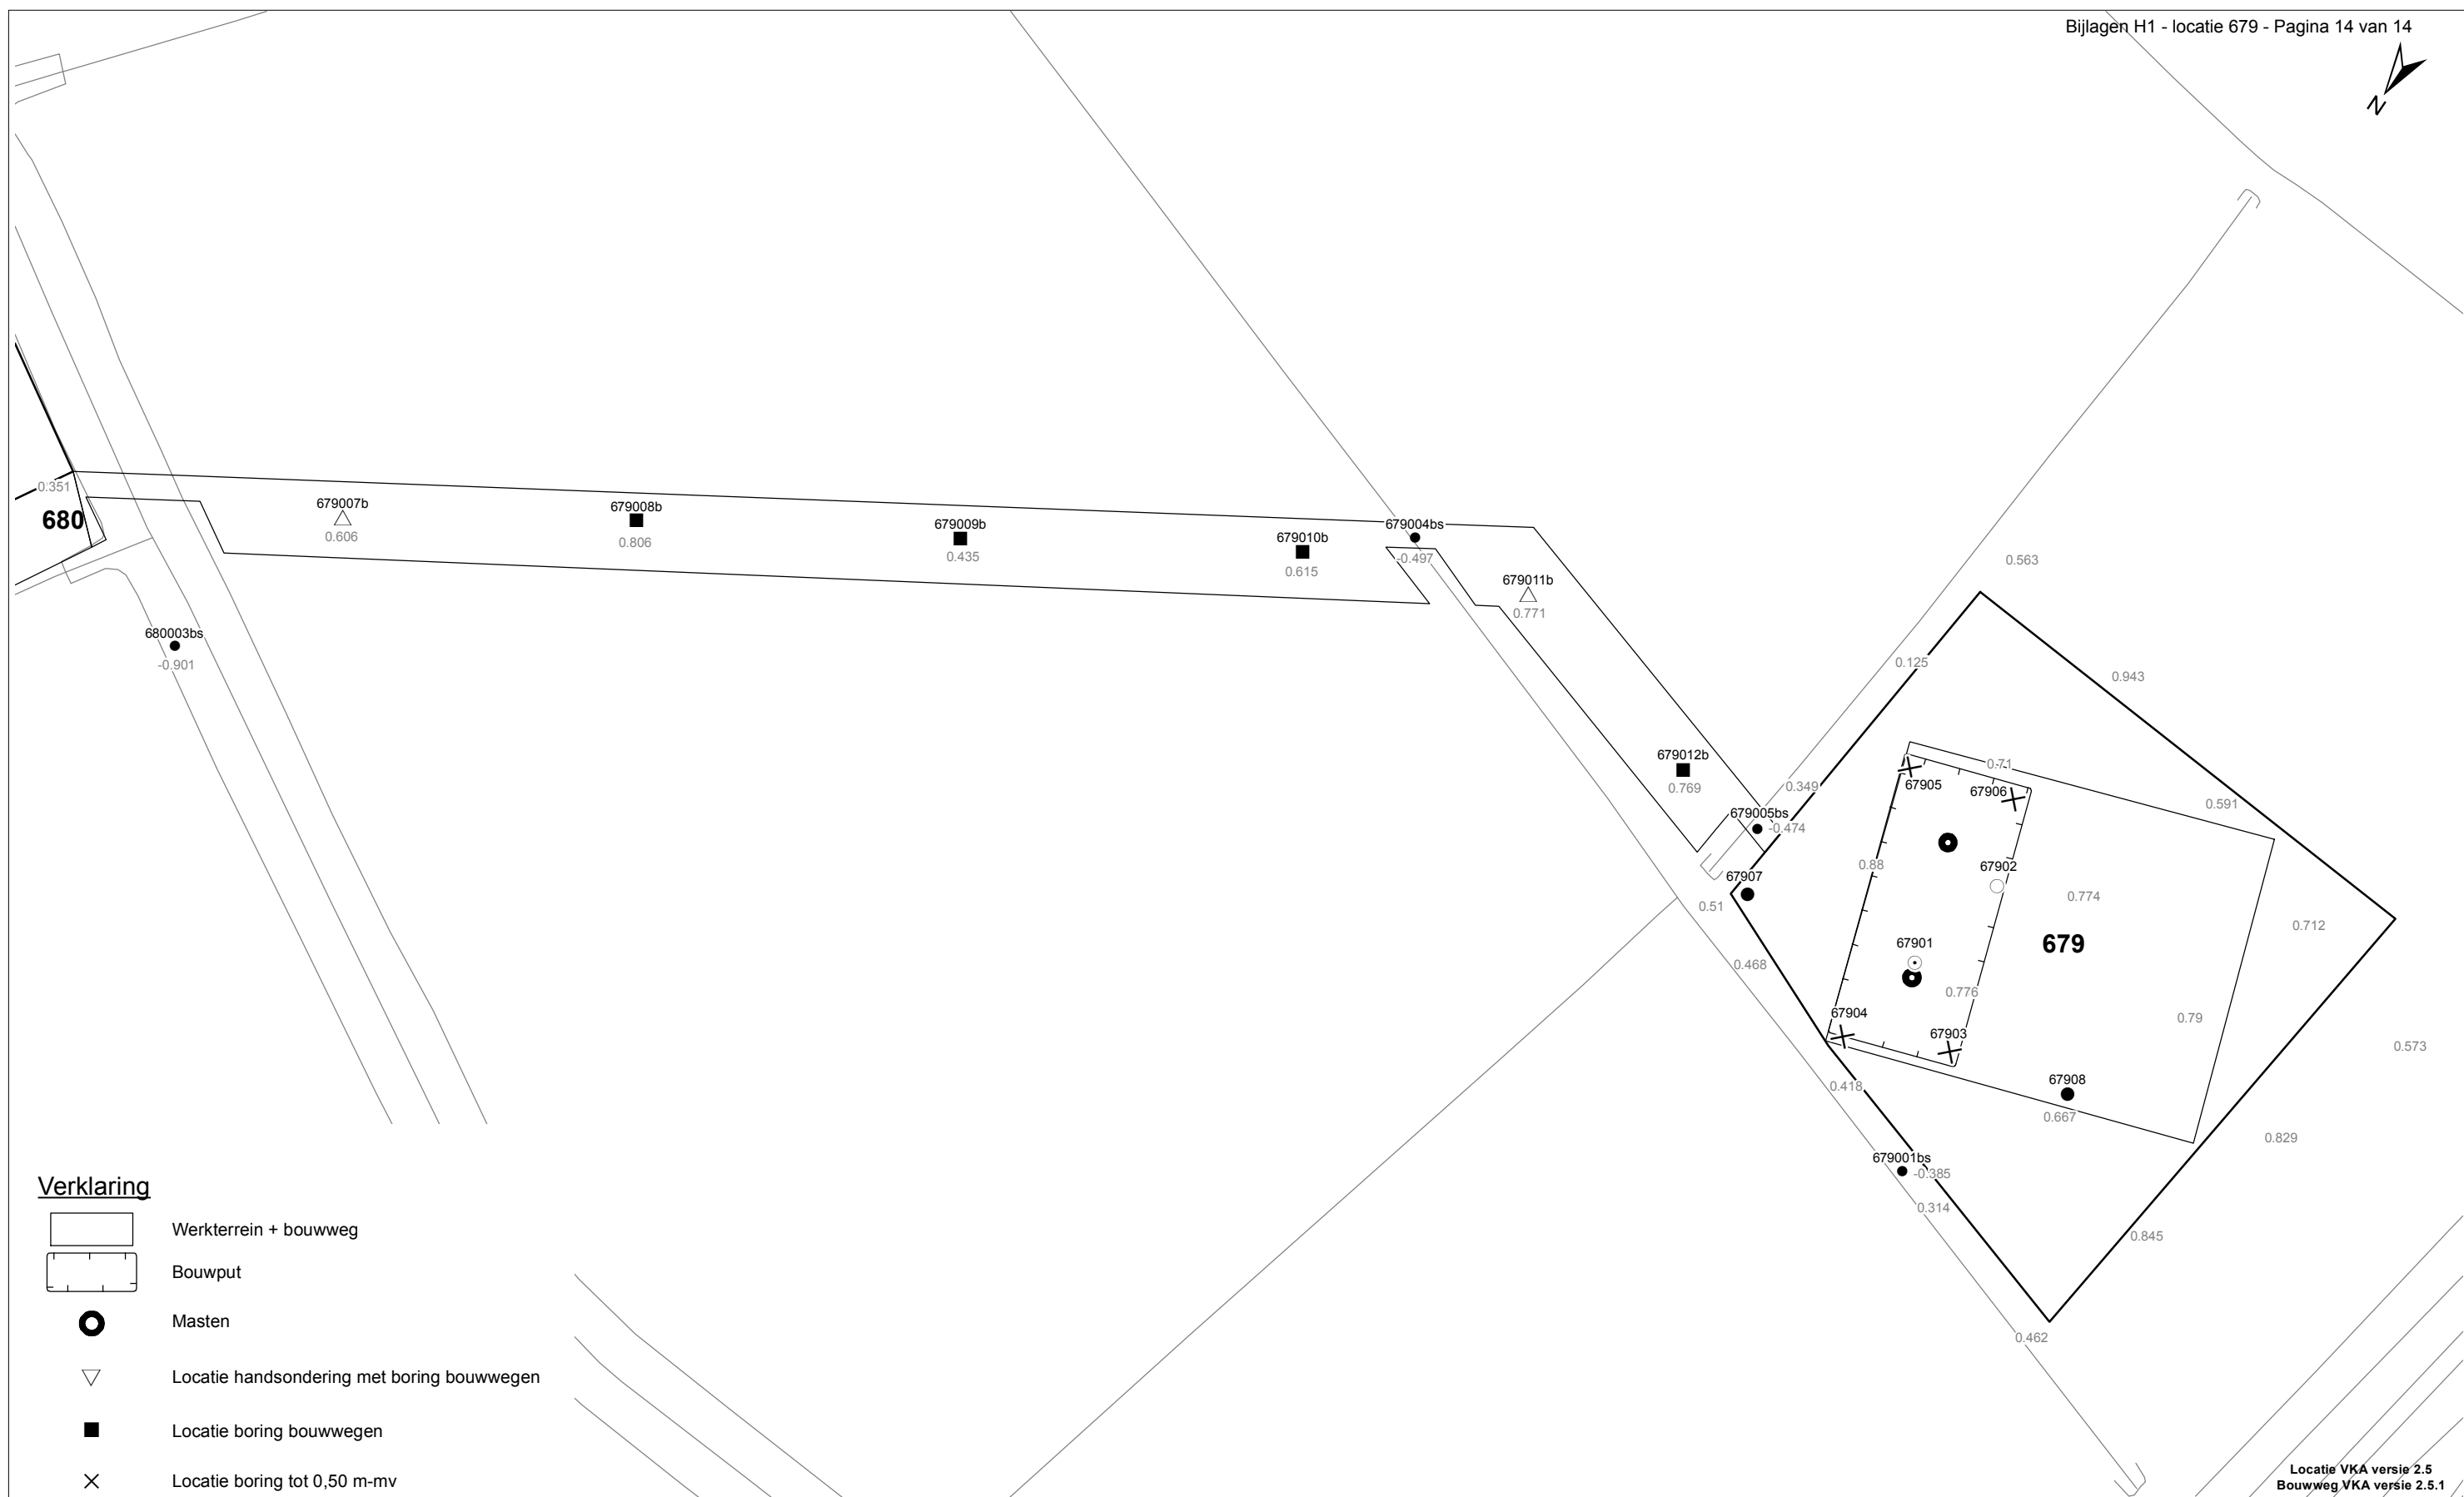 Bijlagen H1 - locatie 679 - Pagina 14 van 14
N
0.351
680
679007b
0.606
679008b
0.806
679009b
0.435
679010b
0.615
679004bs
-0.497
679011b
0.771
680003bs
-0.901
0.563
0.125
0.943
679012b
0.769
0.349
679005bs
-0.474
0.71
67905
67906
0.591
67907
0.51
0.88
67902
0.774
679
0.712
67901
0.468
0.776
0.79
67904
67903
0.573
0.418
67908
0.667
0.829
679001bs
-0.385
0.314
0.845
0.462
Verklaring
Werkterrein + bouwweg
Bouwput
Masten
Locatie handsondering met boring bouwwegen
Locatie boring bouwwegen
Locatie boring tot 0,50 m-mv
Locatie VKA versie 2.5
Bouwweg VKA versie 2.5.1